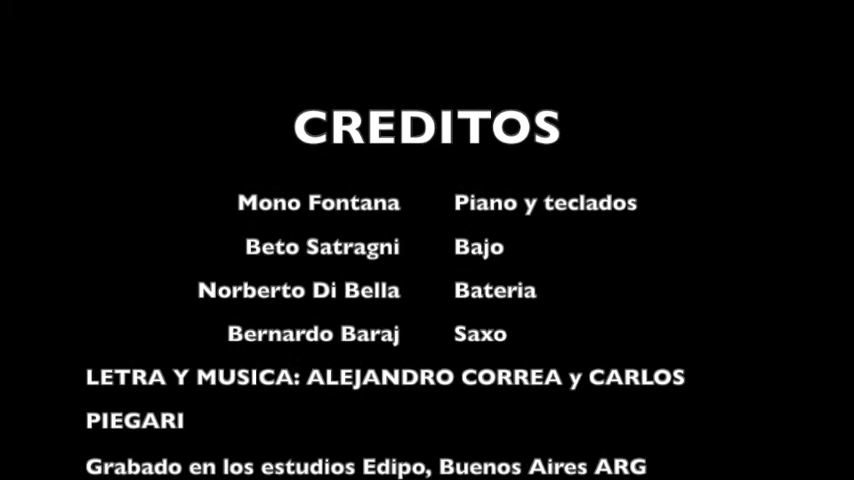 CREDITOS
Mono Fontana Piano y teclados
Beto Satragni Bajo
Norberto Di Bella Bateria
Bernardo Baraj Saxo
LETRA Y MUSICA: ALEJANDRO CORREA y CARLOS
PIEGARI
Grabado en los estudios Edipo, Buenos Aires ARG